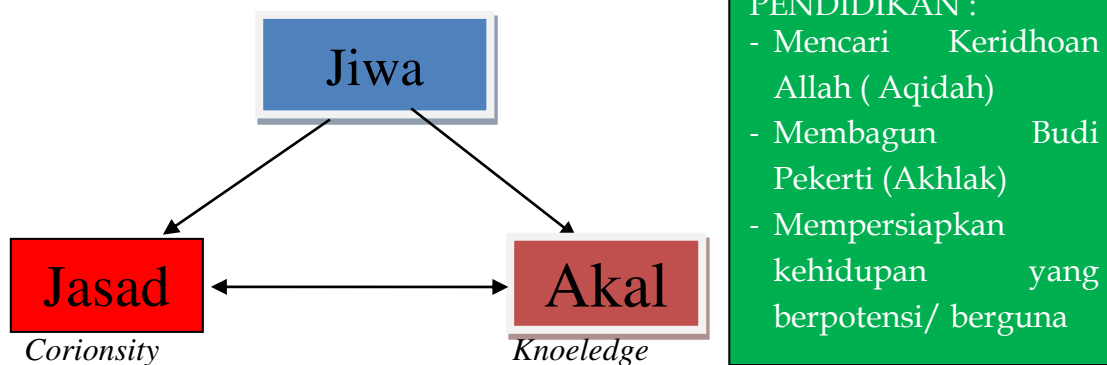 Jiwa
Jasad
Akal
Corionsity
Knoeledge
PENDIDIKAN :
- Mencari Keridhoan
Allah ( Aqidah)
- Membagun Budi
Pekerti (Akhlak)
- Mempersiapkan
kehidupan yang
berpotensi/ berguna